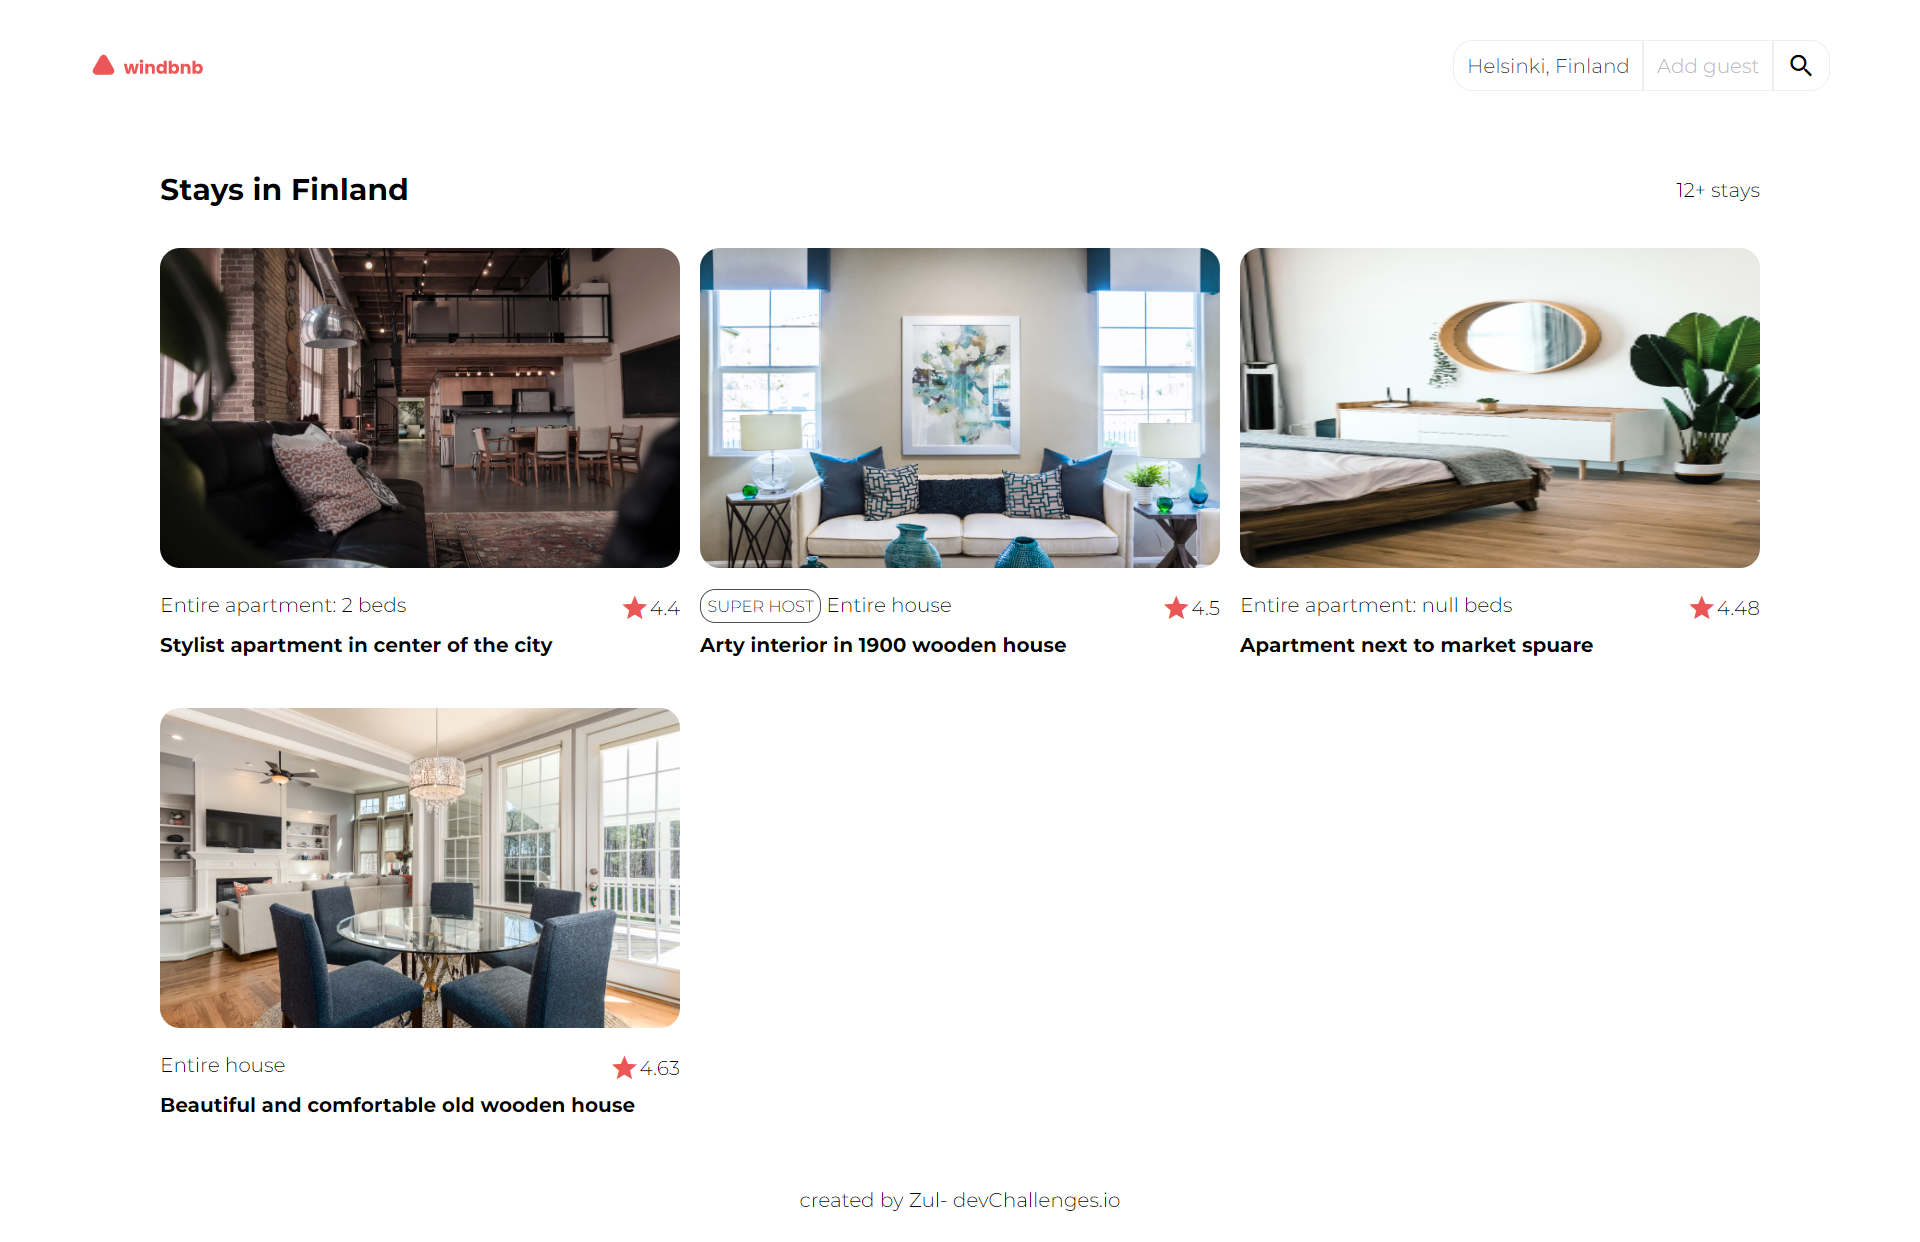 windbnb
Helsinki, Finland
Add guest
Stays in Finland
12+ stays
Entire apartment: 2 beds
4.4
Stylist apartment in center of the city
SUPER HOST Entire house
4.5
Arty interior in 1900 wooden house
Entire apartment: null beds
4.48
Apartment next to market spuare
Entire house
4.63
Beautiful and comfortable old wooden house
created by Zul- devChallenges.io